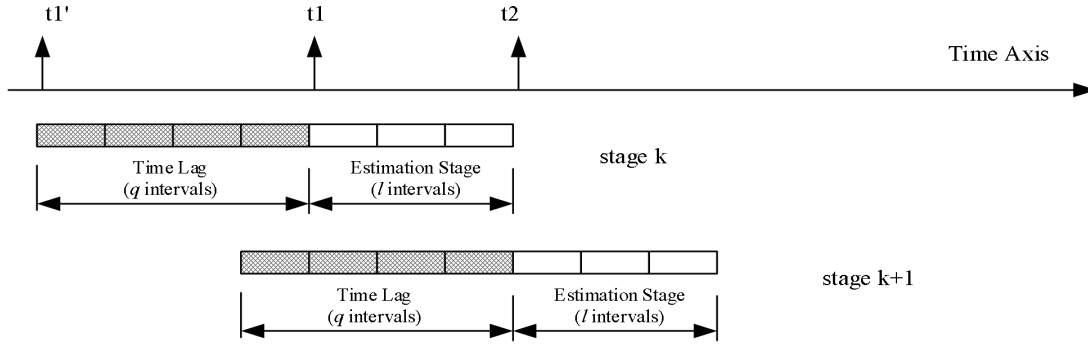 t1' t1 t2
Time Axis
Time Lag
(q intervals)
Estimation Stage
(l intervals)
stage k
Time Lag
(q intervals)
Estimation Stage
(l intervals)
stage k+1